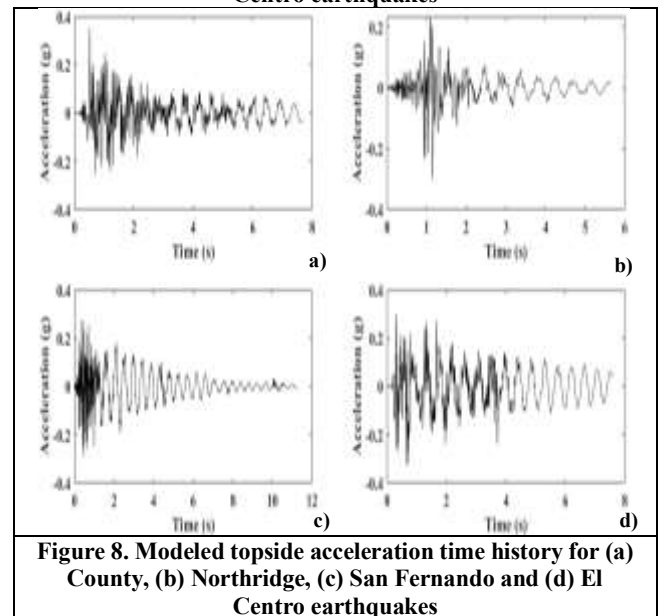 Centro earthquakes
0.4
0.2
0
-0.2
-0.4
Acceleration (g)
0 2 4 6 8
Time (s)
a)
0.2
0
-0.2
-0.4
Acceleration (g)
0 1 2 3 4 5 6
Time (s)
b)
0.4
0.2
0
-0.2
-0.4
Acceleration (g)
0 2 4 6 8 10 12
Time (s)
c)
0.4
0.2
0
-0.2
-0.4
Acceleration (g)
0 2 4 6 8
Time (s)
d)
Figure 8. Modeled topside acceleration time history for (a)
County, (b) Northridge, (c) San Fernando and (d) El
Centro earthquakes